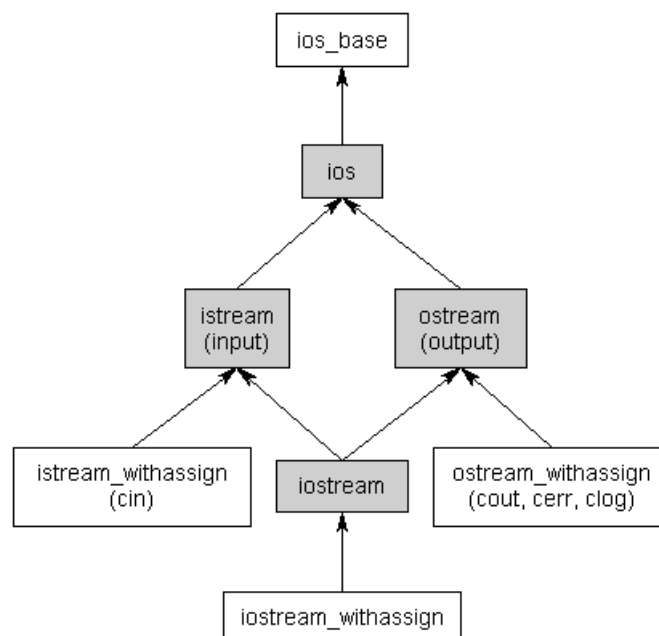 ios_base
ios
istream
(input)
ostream
(output)
istream_withassign
(cin)
iostream
ostream_withassign
(cout, cerr, clog)
iostream_withassign